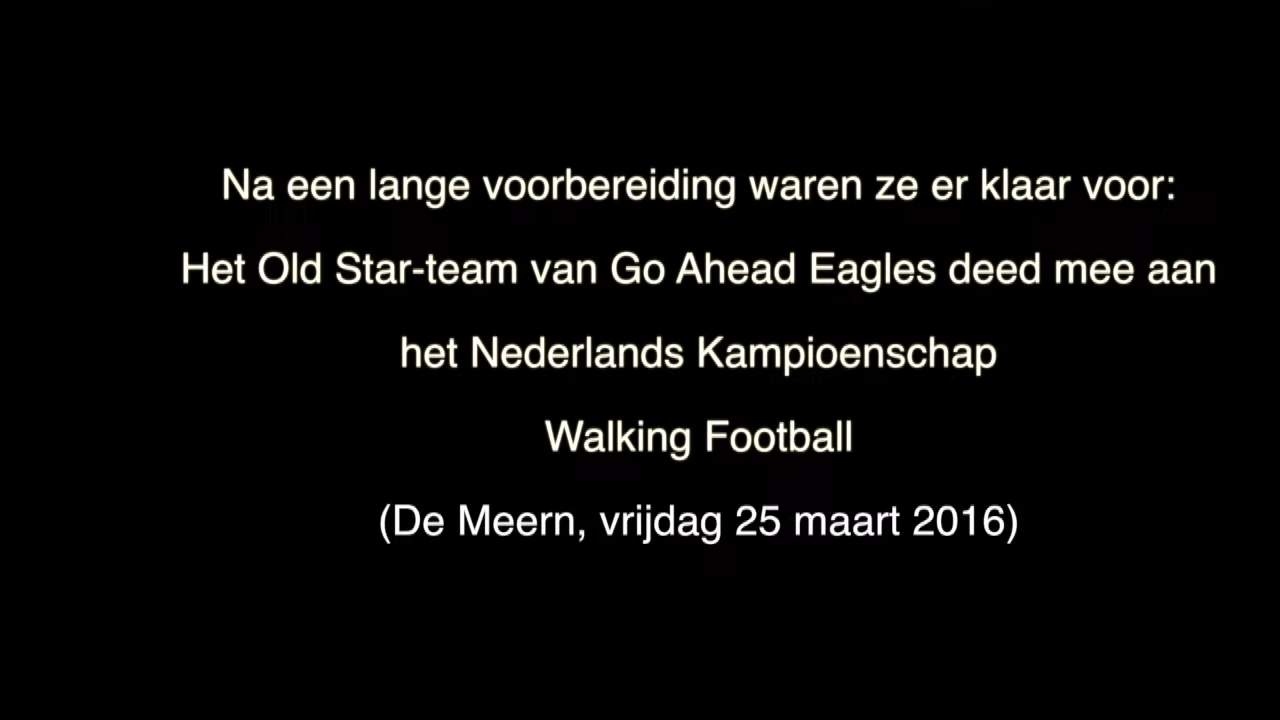 Na een lange voorbereiding waren ze er klaar voor:
Het Old Star-team van Go Ahead Eagles deed mee aan
het Nederlands Kampioenschap
Walking Football
(De Meern, vrijdag 25 maart 2016)